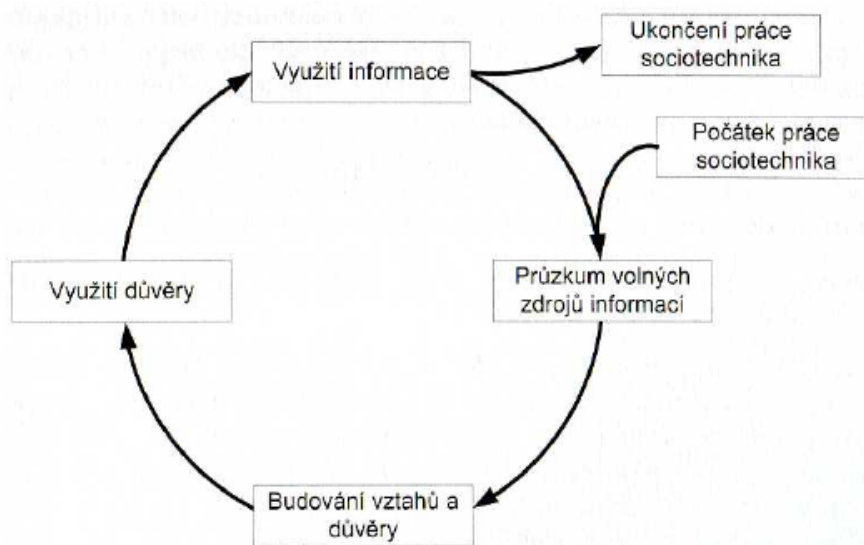 Využití informace
Ukončení práce
sociotechnika
Počátek práce
sociotechnika
Průzkum volných
zdrojů informací
Využití důvěry
Budování vztahů a
důvěry